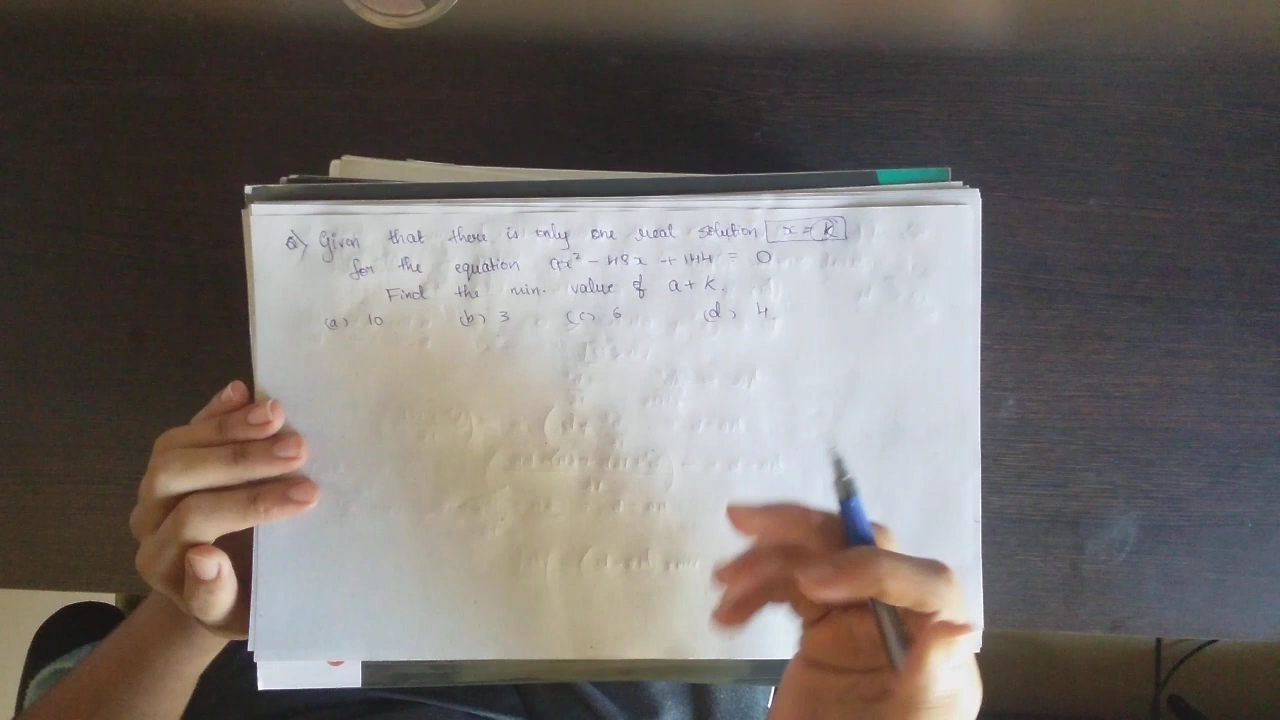 Q) Given that there is only one real solution x = k
for the equation ax² - 48x + 144 = 0
Find the min. value of a + k.
(a) 10 (b) 3 (c) 6 (d) 4